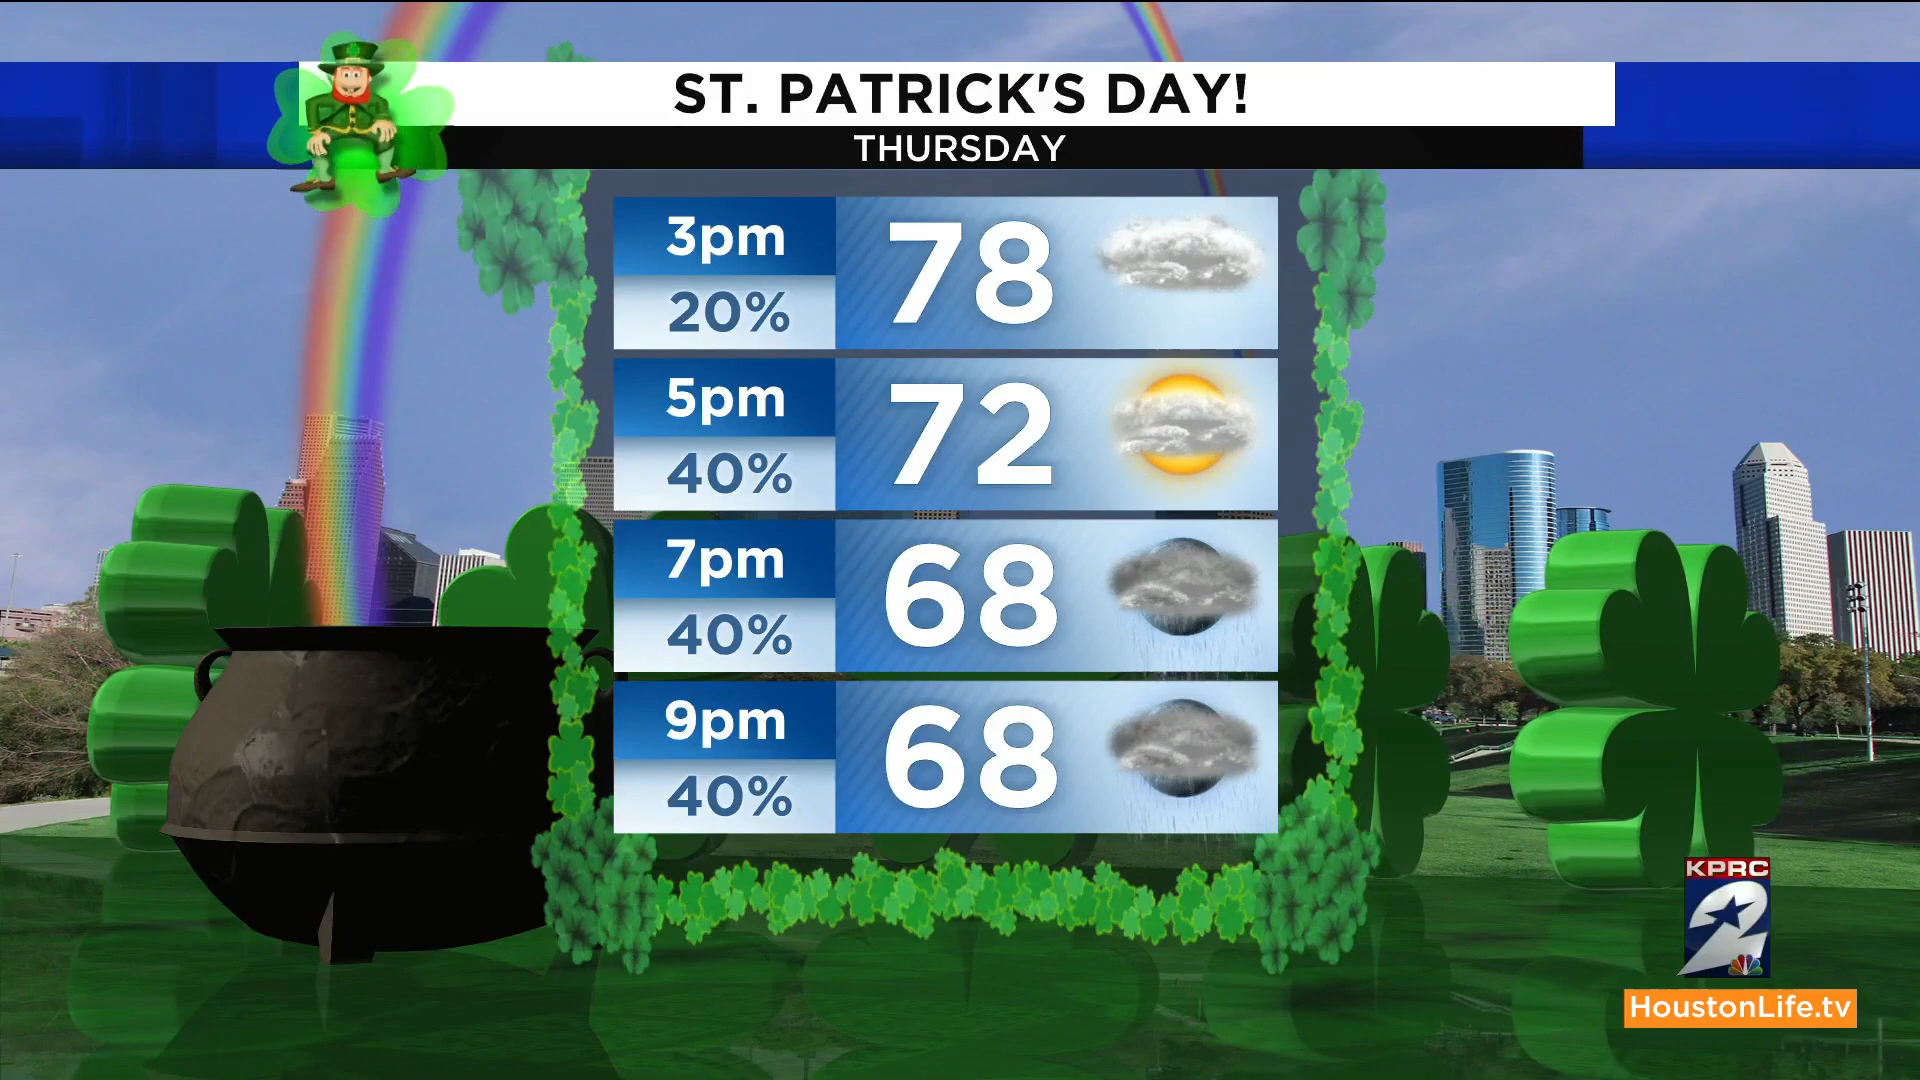 ST. PATRICK'S DAY!
THURSDAY
3pm
20%
78
5pm
40%
72
7pm
40%
68
9pm
40%
68
KPRC
2
HoustonLife.tv